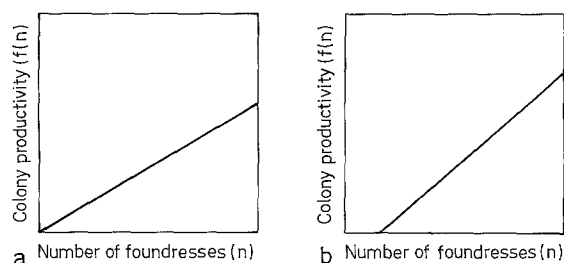 Colony productivity (f(n)
Number of foundresses (n)
a
Colony productivity (f(n)
Number of foundresses (n)
b